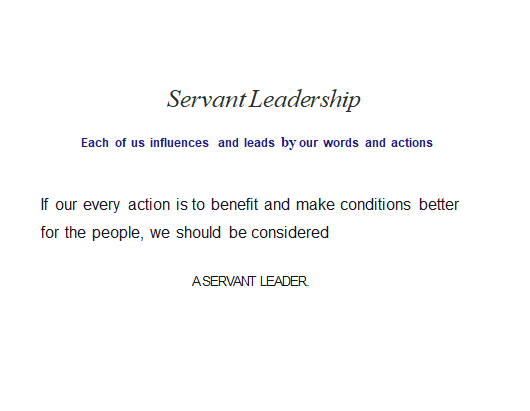 Servant Leadership
Each of us influences and leads by our words and actions
If our every action is to benefit and make conditions better
for the people, we should be considered
A SERVANT LEADER.